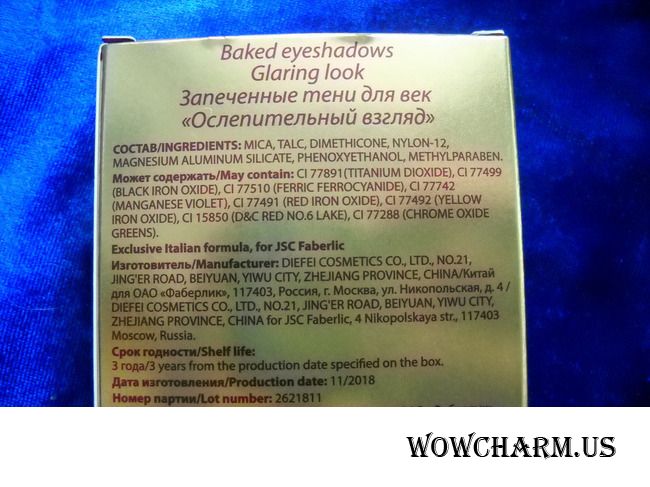 Baked eyeshadows
Glaring look
Запеченные тени для век
«Ослепительный взгляд»
СОСТАВ/INGREDIENTS: MICA, TALC, DIMETHICONE, NYLON-12,
MAGNESIUM ALUMINUM SILICATE, PHENOXYETHANOL, METHYLPARABEN.
Может содержать/May contain: CI 77891(TITANIUM DIOXIDE), CI 77499
(BLACK IRON OXIDE), CI 77510 (FERRIC FERROCYANIDE), CI 77742
(MANGANESE VIOLET), CI 77491 (RED IRON OXIDE), CI 77492 (YELLOW
IRON OXIDE), CI 15850 (D&C RED NO.6 LAKE), CI 77288 (CHROME OXIDE
GREENS).
Exclusive Italian formula, for JSC Faberlic
Изготовитель/Manufacturer: DIEFEI COSMETICS CO., LTD., NO.21,
JING'ER ROAD, BEIYUAN, YIWU CITY, ZHEJIANG PROVINCE, CHINA/Китай
для ОАО «Фаберлик», 117403, Россия, г. Москва, ул. Никопольская, д. 4 /
DIEFEI COSMETICS CO., LTD., NO.21, JING'ER ROAD, BEIYUAN, YIWU CITY,
ZHEJIANG PROVINCE, CHINA for JSC Faberlic, 4 Nikopolskaya str., 117403
Moscow, Russia.
Срок годности/Shelf life:
3 года/3 years from the production date specified on the box.
Дата изготовления/Production date: 11/2018
Номер партии/Lot number: 2621811
WOWCHARM.US